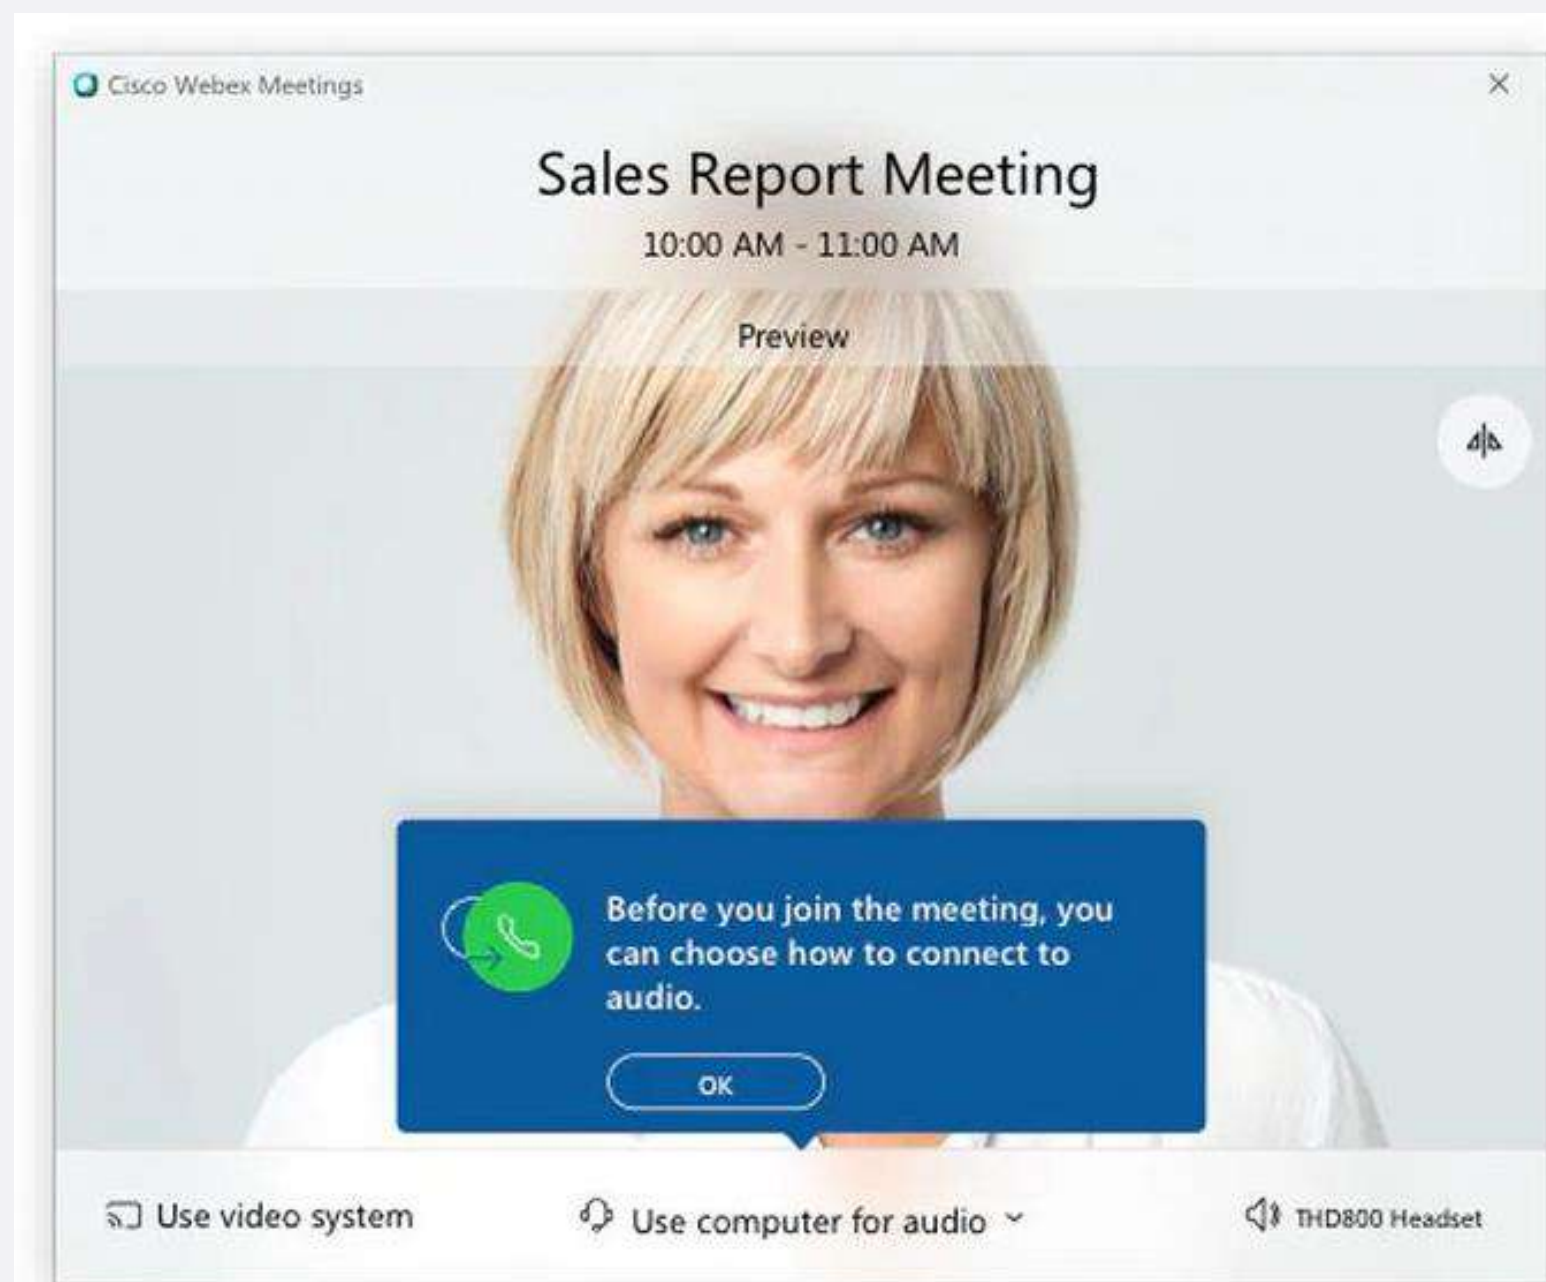 Cisco Webex Meetings
Sales Report Meeting
10:00 AM - 11:00 AM
Preview
Before you join the meeting, you
can choose how to connect to
audio.
OK
Use video system
Use computer for audio
THD800 Headset